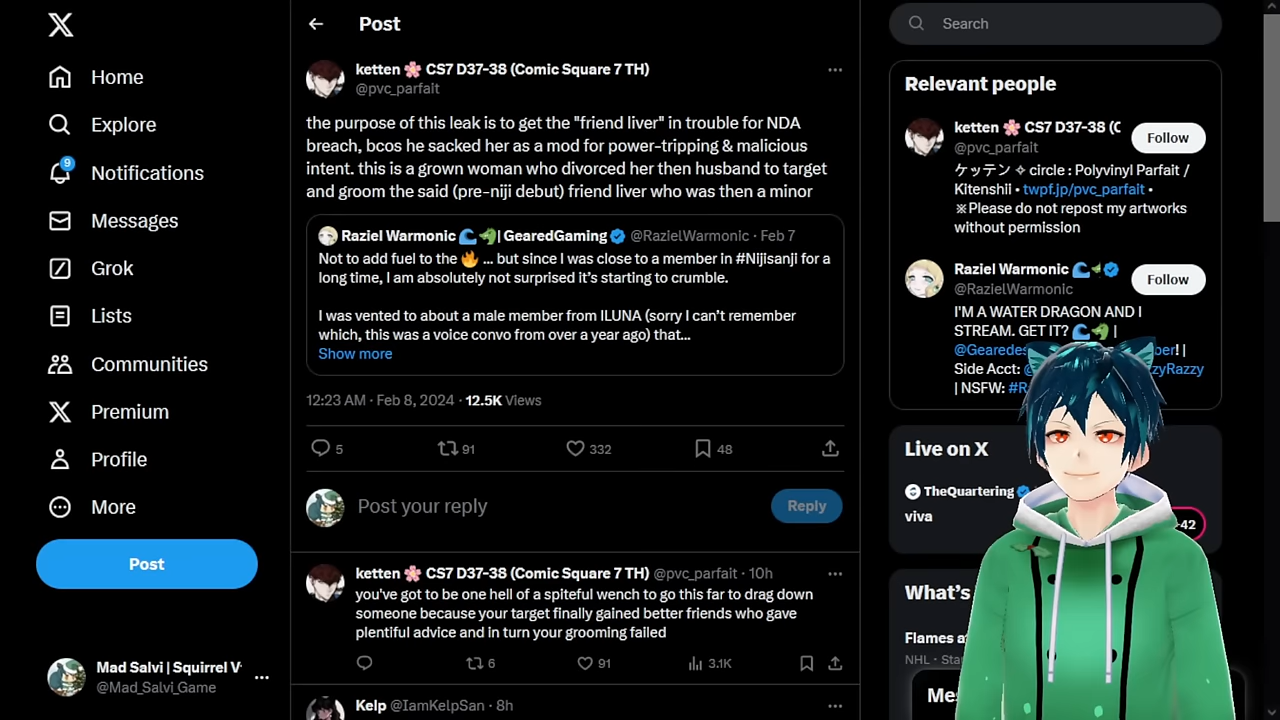 Home
Explore
9
Notifications
Messages
Grok
Lists
Communities
Premium
Profile
More
Post
Mad Salvi | Squirrel V
@Mad_Salvi_Game
Post
ketten 🌸 CS7 D37-38 (Comic Square 7 TH)
@pvc_parfait
the purpose of this leak is to get the "friend liver" in trouble for NDA
breach, bcos he sacked her as a mod for power-tripping & malicious
intent. this is a grown woman who divorced her then husband to target
and groom the said (pre-niji debut) friend liver who was then a minor
Raziel Warmonic 🌊🐲| GearedGaming @RazielWarmonic · Feb 7
Not to add fuel to the 🔥 ... but since I was close to a member in #Nijisanji for a
long time, I am absolutely not surprised it's starting to crumble.
I was vented to about a male member from ILUNA (sorry I can't remember
which, this was a voice convo from over a year ago) that...
Show more
12:23 AM · Feb 8, 2024 · 12.5K Views
5 91 332 48
Post your reply
Reply
ketten 🌸 CS7 D37-38 (Comic Square 7 TH) @pvc_parfait · 10h
you've got to be one hell of a spiteful wench to go this far to drag down
someone because your target finally gained better friends who gave
plentiful advice and in turn your grooming failed
6 91 3.1K
Kelp @IamKelpSan · 8h
Search
Relevant people
ketten 🌸 CS7 D37-38 (C
@pvc_parfait
Follow
ケッテン ✧ circle : Polyvinyl Parfait /
Kitenshii • twpf.jp/pvc_parfait •
※Please do not repost my artworks
without permission
Raziel Warmonic 🌊🐲
@RazielWarmonic
Follow
I'M A WATER DRAGON AND I
STREAM. GET IT? 🌊🐲 |
@Gearedes ber! |
Side Acct: @ zyRazzy
| NSFW: #R
Live on X
TheQuartering
viva
+42
What's
Flames a
NHL · Sta
Mes